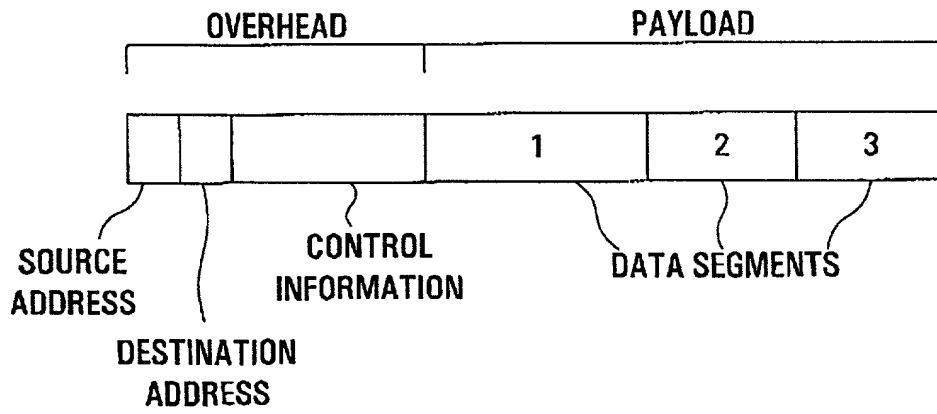 OVERHEAD
PAYLOAD
1
2
3
SOURCE
ADDRESS
DESTINATION
ADDRESS
CONTROL
INFORMATION
DATA SEGMENTS